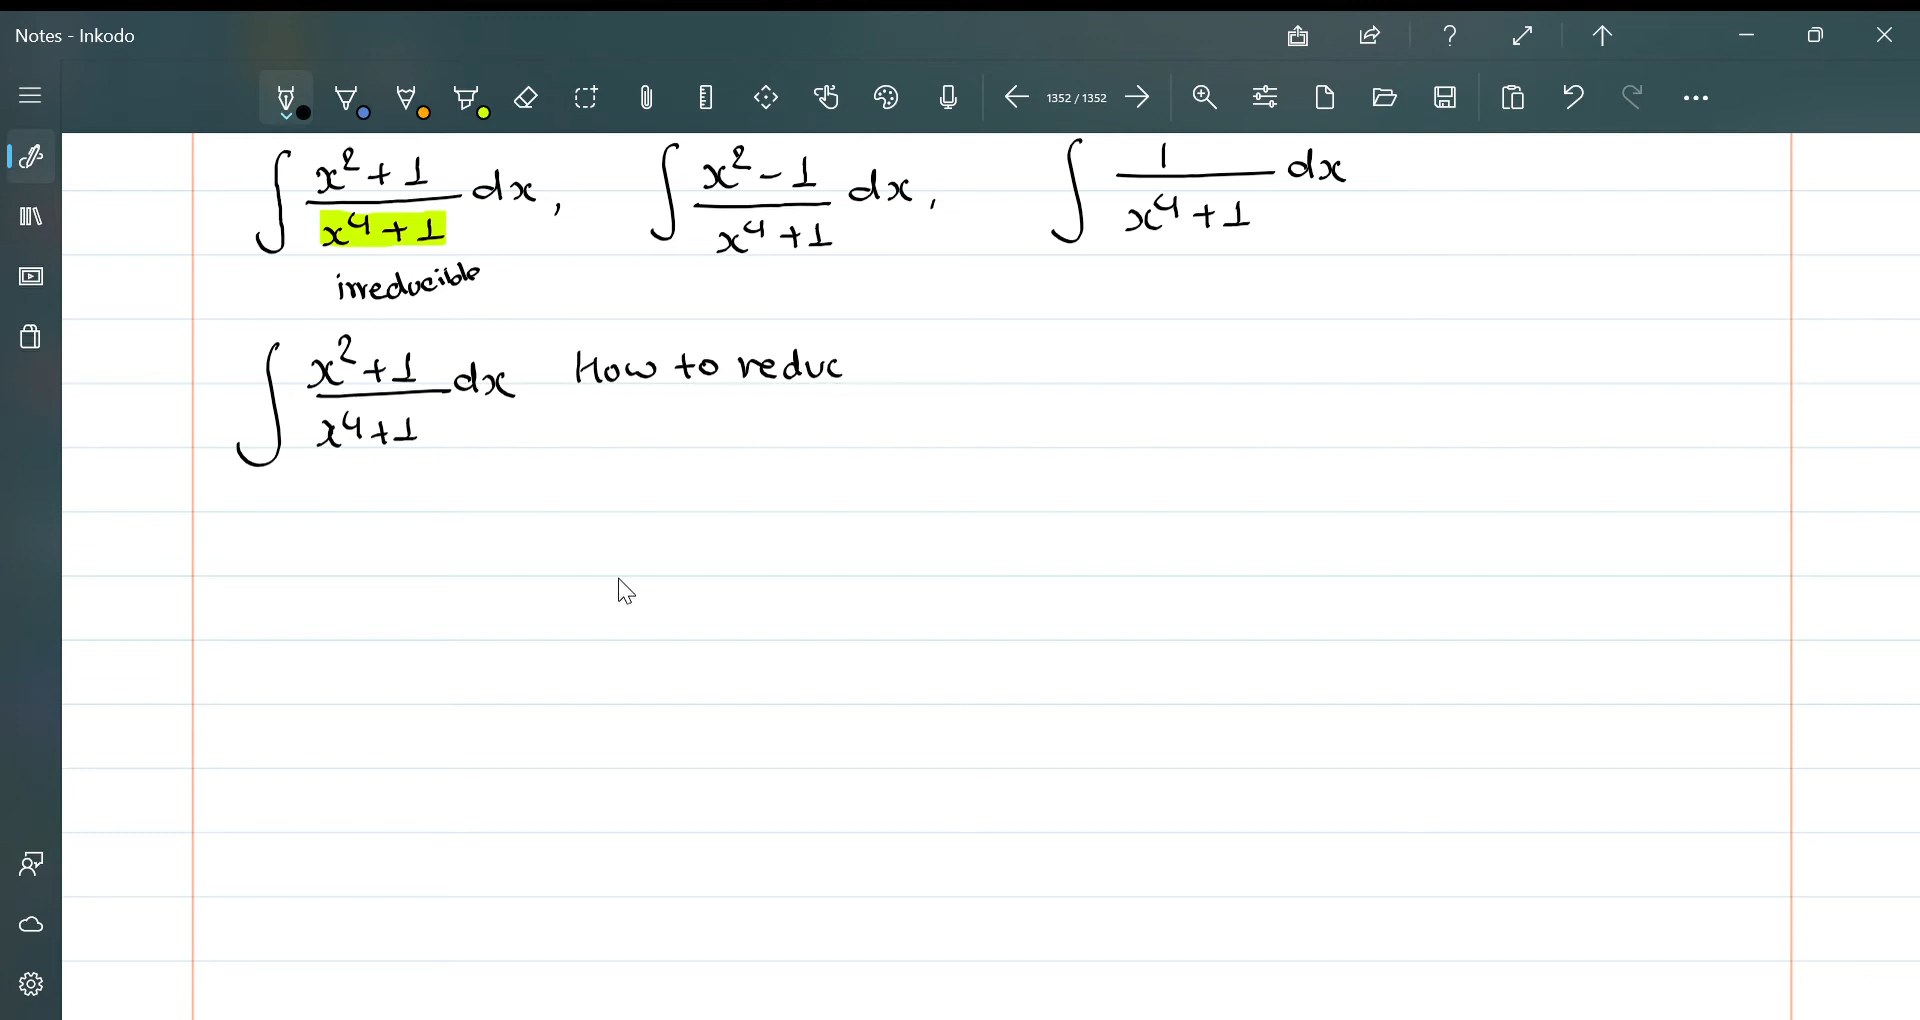 Notes - Inkodo
1352 / 1352
∫ x²+1 / x⁴+1 dx, ∫ x²-1 / x⁴+1 dx, ∫ 1 / x⁴+1 dx
irreducible
∫ x²+1 / x⁴+1 dx How to reduc